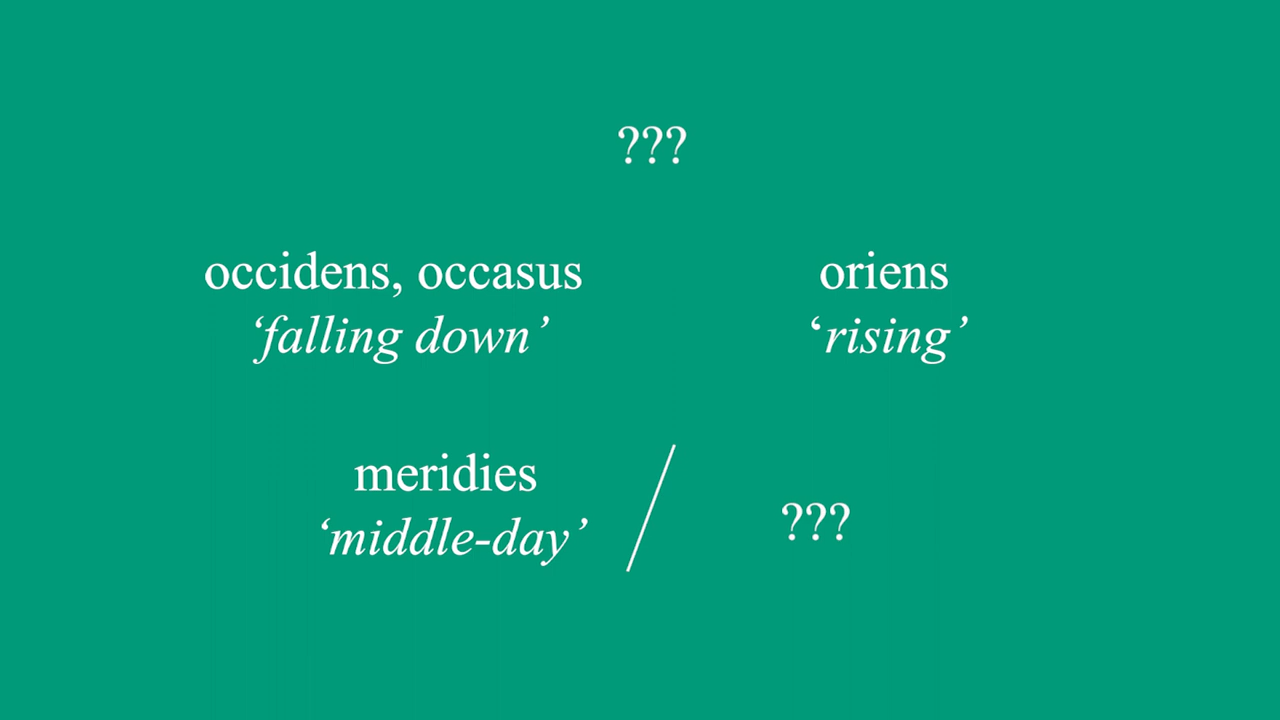 ???
occidens, occasus
‘falling down’
oriens
‘rising’
meridies
‘middle-day’
/
???